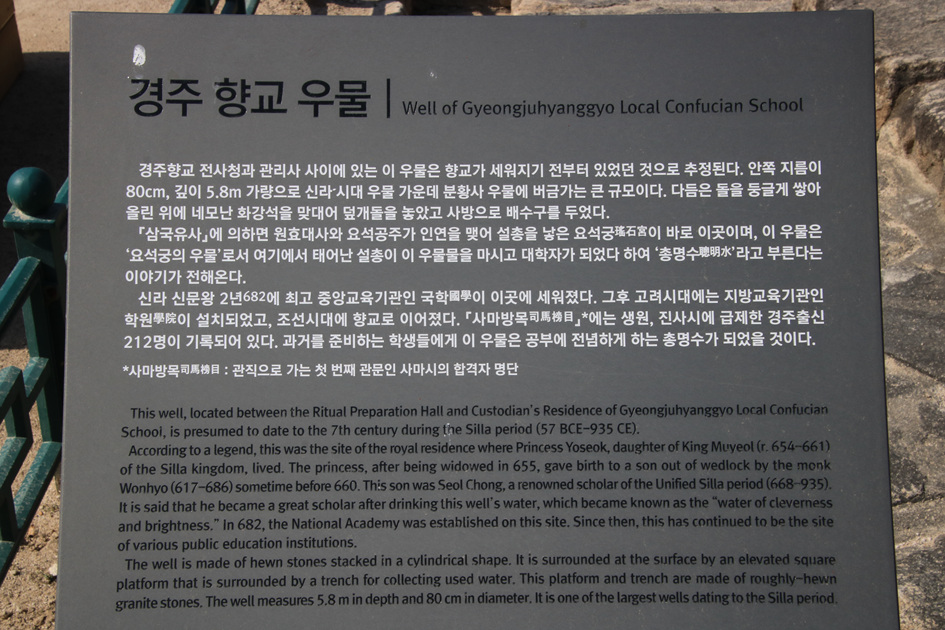 경주 향교 우물 | Well of Gyeongjuhyanggyo Local Confucian School
경주향교 전사청과 관리사 사이에 있는 이 우물은 향교가 세워지기 전부터 있었던 것으로 추정된다. 안쪽 지름이
80cm, 깊이 5.8m 가량으로 신라시대 우물 가운데 분황사 우물에 버금가는 큰 규모이다. 다듬은 돌을 둥글게 쌓아
올린 위에 네모난 화강석을 맞대어 덮개돌을 놓았고 사방으로 배수구를 두었다.
『삼국유사』에 의하면 원효대사와 요석공주가 인연을 맺어 설총을 낳은 요석궁瑤石宮이 바로 이곳이며, 이 우물은
‘요석궁의 우물’로서 여기에서 태어난 설총이 이 우물물을 마시고 대학자가 되었다 하여 ‘총명수聰明水’라고 부른다는
이야기가 전해온다.
신라 신문왕 2년682에 최고 중앙교육기관인 국학國學이 이곳에 세워졌다. 그후 고려시대에는 지방교육기관인
학원學院이 설치되었고, 조선시대에 향교로 이어졌다. 『사마방목司馬榜目』*에는 생원, 진사시에 급제한 경주출신
212명이 기록되어 있다. 과거를 준비하는 학생들에게 이 우물은 공부에 전념하게 하는 총명수가 되었을 것이다.
*사마방목司馬榜目 : 관직으로 가는 첫 번째 관문인 사마시의 합격자 명단
This well, located between the Ritual Preparation Hall and Custodian's Residence of Gyeongjuhyanggyo Local Confucian
School, is presumed to date to the 7th century during the Silla period (57 BCE-935 CE).
According to a legend, this was the site of the royal residence where Princess Yoseok, daughter of King Muyeol (r. 654-661)
of the Silla kingdom, lived. The princess, after being widowed in 655, gave birth to a son out of wedlock by the monk
Wonhyo (617-686) sometime before 660. This son was Seol Chong, a renowned scholar of the Unified Silla period (668-935).
It is said that he became a great scholar after drinking this well's water, which became known as the “water of cleverness
and brightness.” In 682, the National Academy was established on this site. Since then, this has continued to be the site
of various public education institutions.
The well is made of hewn stones stacked in a cylindrical shape. It is surrounded at the surface by an elevated square
platform that is surrounded by a trench for collecting used water. This platform and trench are made of roughly-hewn
granite stones. The well measures 5.8 m in depth and 80 cm in diameter. It is one of the largest wells dating to the Silla period.